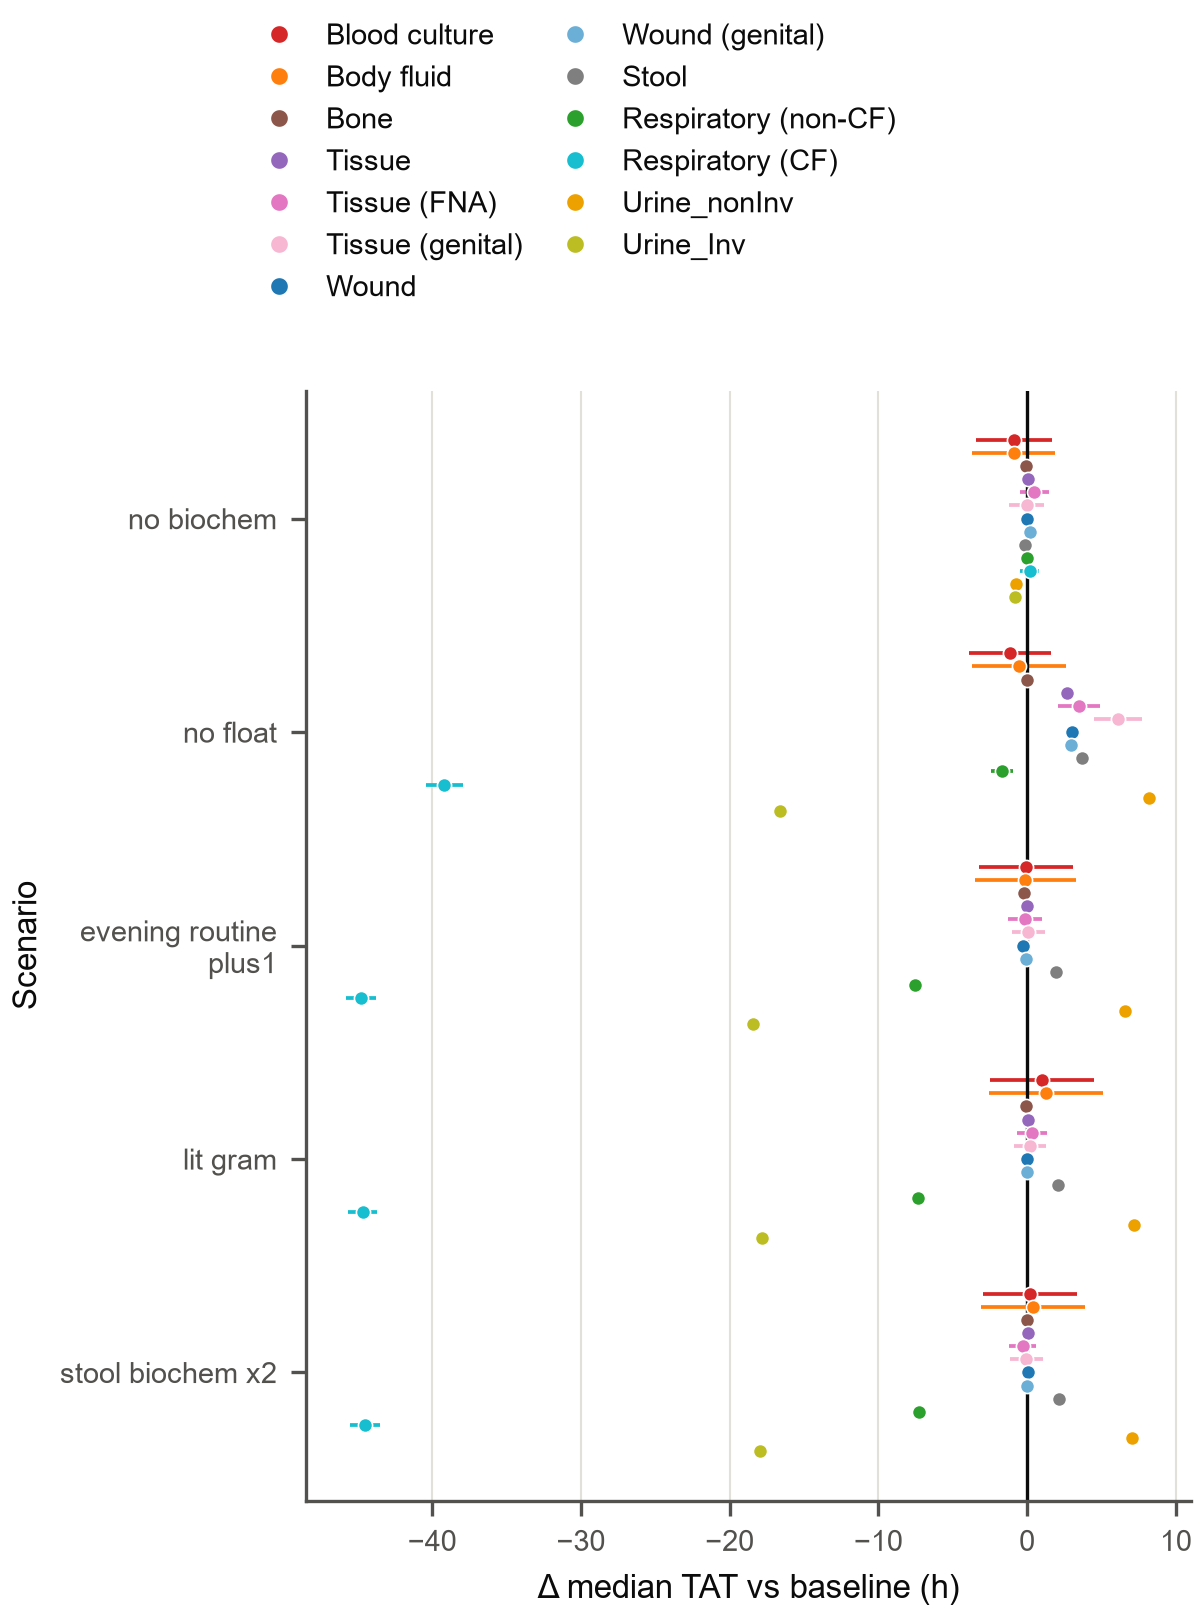 Blood culture
Body fluid
Bone
Tissue
Tissue (FNA)
Tissue (genital)
Wound
Wound (genital)
Stool
Respiratory (non-CF)
Respiratory (CF)
Urine_nonInv
Urine_Inv
Scenario
no biochem
no float
evening routine
plus1
lit gram
stool biochem x2
−40
−30
−20
−10
0
10
Δ median TAT vs baseline (h)